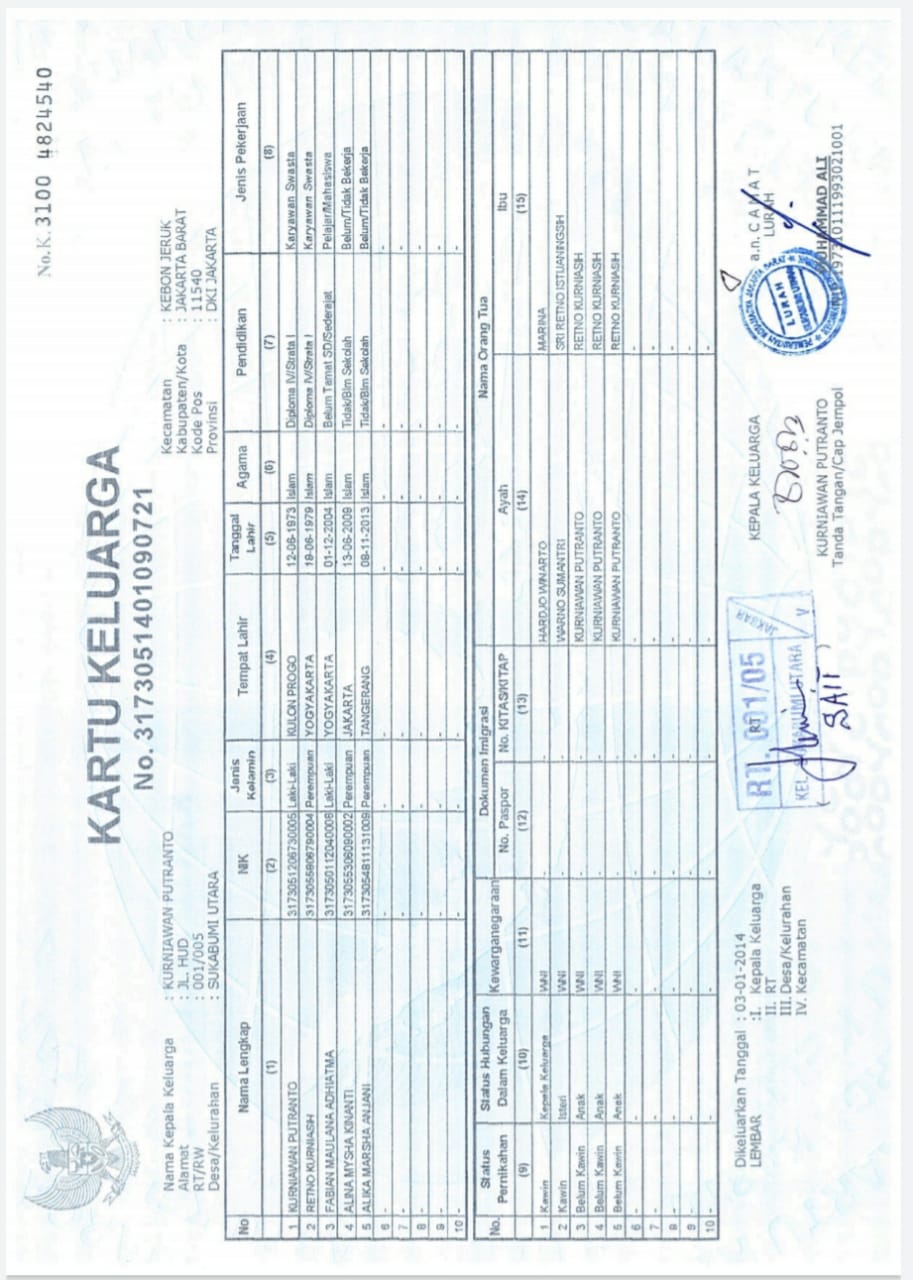 No.K.3100 4824540
KARTU KELUARGA
No.3173051401090721
Nama Kepala Keluarga : KURNIAWAN PUTRANTO
Alamat : JL. HUD
RT/RW : 001/005
Desa/Kelurahan : SUKABUMI UTARA
Kecamatan : KEBON JERUK
Kabupaten/Kota : JAKARTA BARAT
Kode Pos : 11540
Provinsi : DKI JAKARTA
No Nama Lengkap NIK Jenis Kelamin Tempat Lahir Tanggal Lahir Agama Pendidikan Jenis Pekerjaan
(1) (2) (3) (4) (5) (6) (7) (8)
1 KURNIAWAN PUTRANTO 3173051206730005 Laki-Laki KULON PROGO 12-06-1973 Islam Diploma IV/Strata I Karyawan Swasta
2 RETNO KURNIASH Perempuan YOGYAKARTA 19-06-1979 Islam Diploma IV/Strata I Karyawan Swasta
3 FABIAN MAULANA ADHIATMA 3173050112040008 Laki-Laki YOGYAKARTA 01-12-2004 Islam Belum Tamat SD/Sederajat Pelajar/Mahasiswa
4 ALINA MYSHA KINANTI 3173055306090002 Perempuan JAKARTA 13-06-2009 Islam Tidak/Blm Sekolah Belum/Tidak Bekerja
5 ALIKA MARSHA ANJANI 3173054811131009 Perempuan TANGERANG 08-11-2013 Islam Tidak/Blm Sekolah Belum/Tidak Bekerja
6 - - - - - - - -
7 - - - - - - - -
8 - - - - - - - -
9 - - - - - - - -
10 - - - - - - - -
No. Status Pernikahan Status Hubungan Dalam Keluarga Kewarganegaraan Dokumen Imigrasi Nama Orang Tua
No. Paspor No. KITAS/KITAP Ayah Ibu
(9) (10) (11) (12) (13) (14) (15)
1 Kawin Kepala Keluarga WNI - - HARDJO WINARTO MARINA
2 Kawin Isteri WNI - - WARNO SUMANTRI SRI RETNO ISTIJANINGSIH
3 Belum Kawin Anak WNI - - KURNIAWAN PUTRANTO RETNO KURNIASIH
4 Belum Kawin Anak WNI - - KURNIAWAN PUTRANTO RETNO KURNIASIH
5 Belum Kawin Anak WNI - - KURNIAWAN PUTRANTO RETNO KURNIASIH
6 - - - - - - -
7 - - - - - - -
8 - - - - - - -
9 - - - - - - -
10 - - - - - - -
Dikeluarkan Tanggal : 03-01-2014
LEMBAR :I. Kepala Keluarga
II. RT
III. Desa/Kelurahan
IV. Kecamatan
RT. 001/05
RT
JAKBAR
KEL. SUKABUMI UTARA
SAIT
KEPALA KELUARGA
KURNIAWAN PUTRANTO
Tanda Tangan/Cap Jempol
a.n. CAMAT
LURAH
LURAH
MOHAMMAD ALI